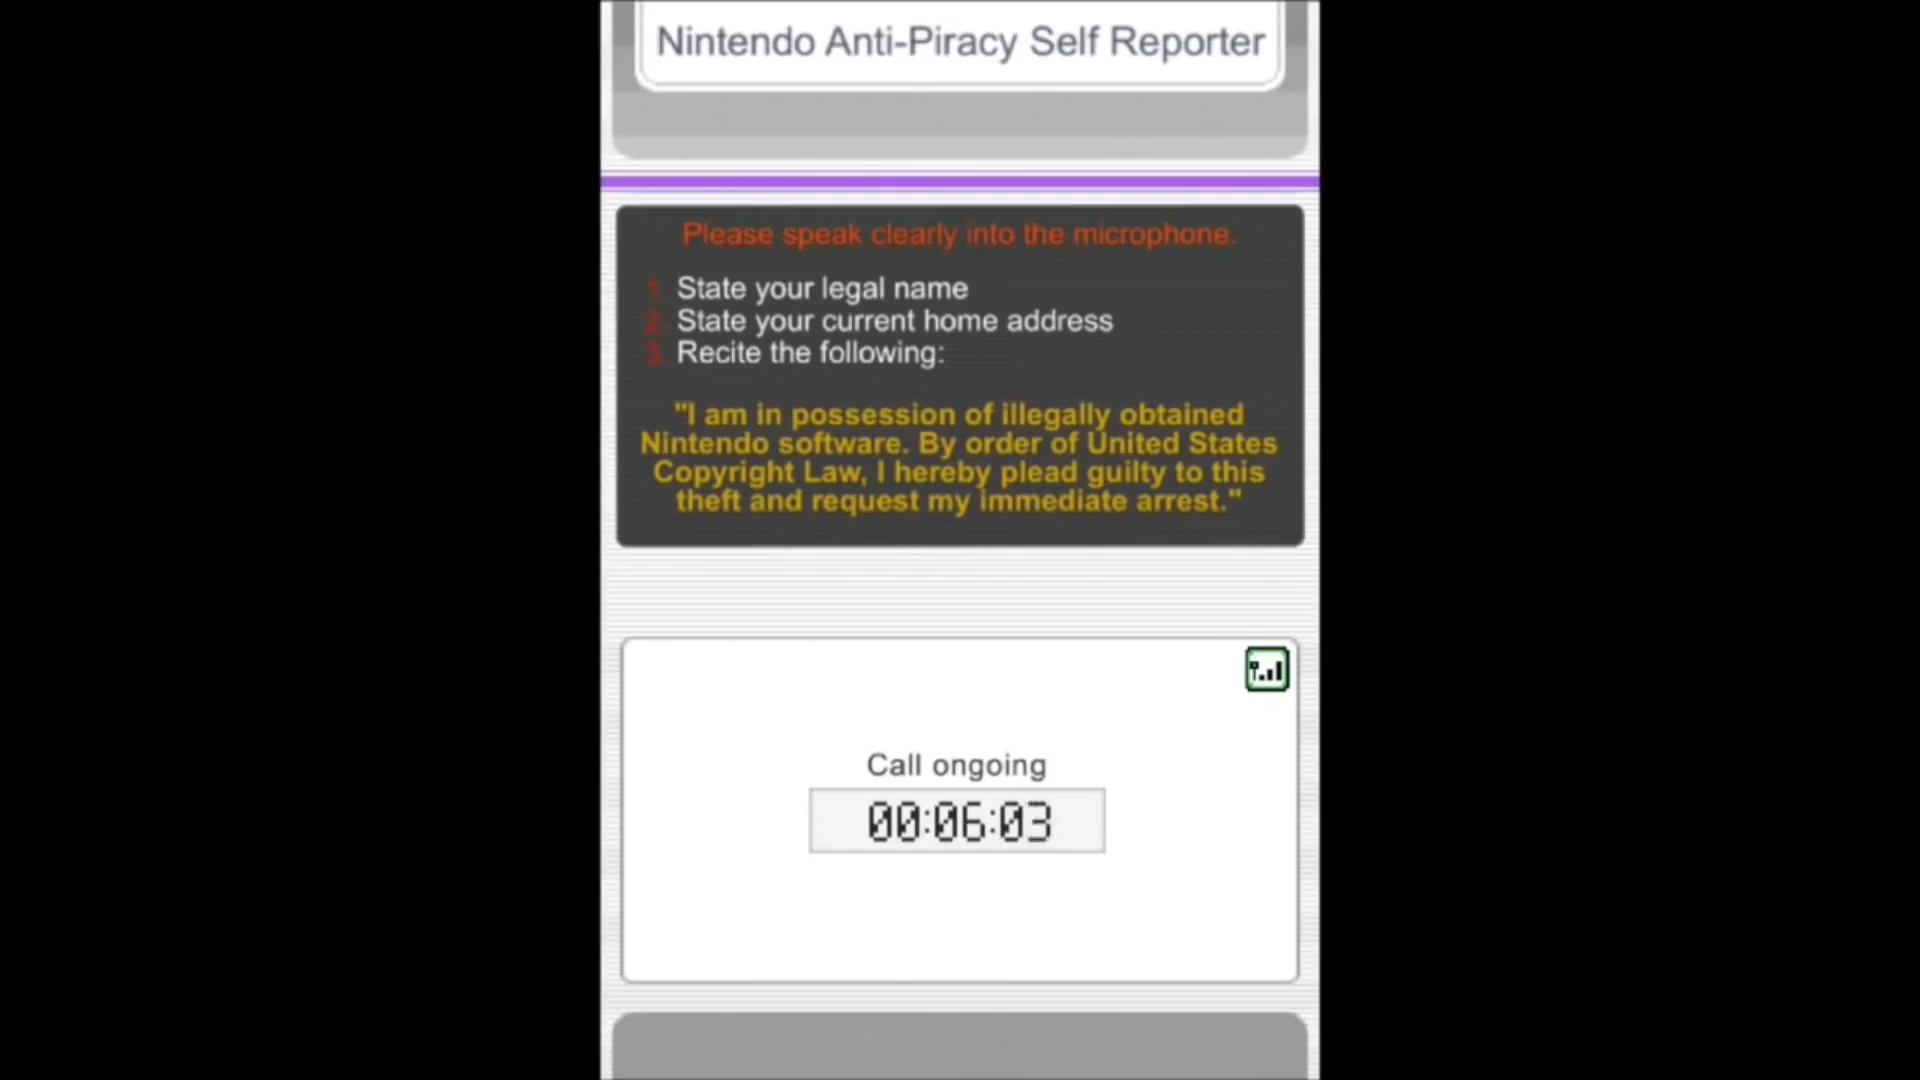 Nintendo Anti-Piracy Self Reporter
Please speak clearly into the microphone.
1. State your legal name
2. State your current home address
3. Recite the following:
"I am in possession of illegally obtained
Nintendo software. By order of United States
Copyright Law, I hereby plead guilty to this
theft and request my immediate arrest."
Call ongoing
00:06:03